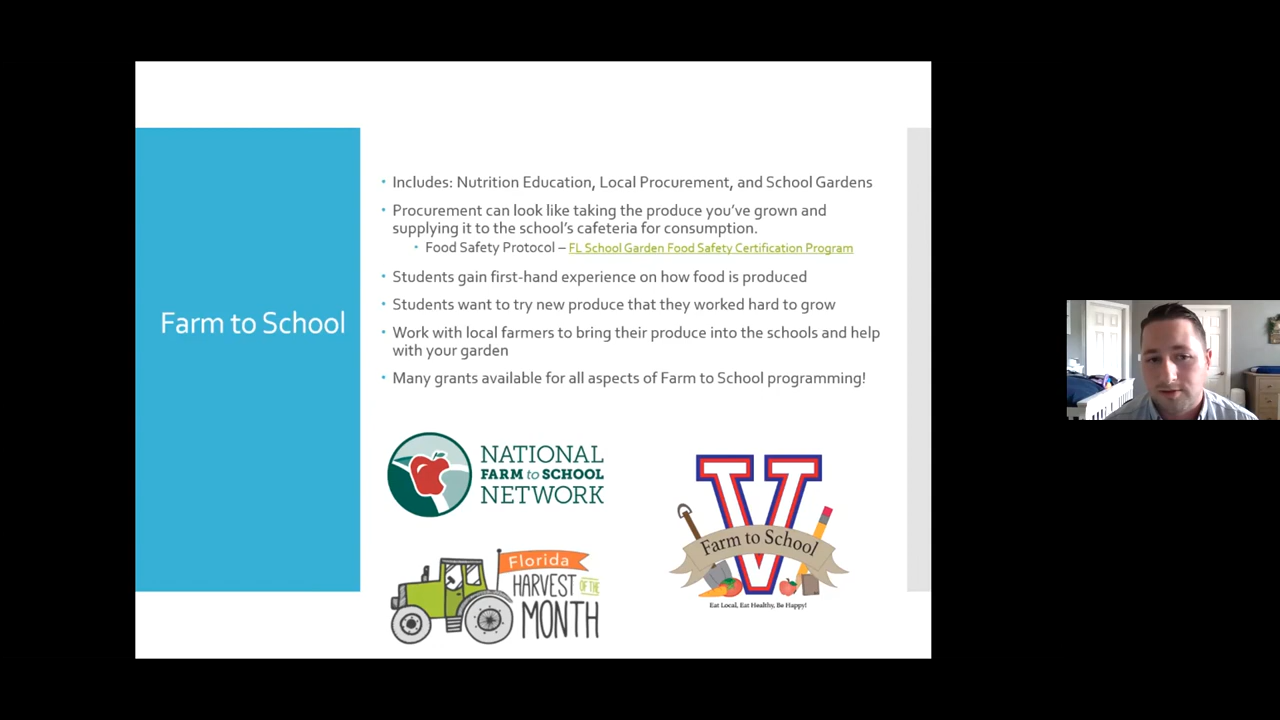 Farm to School
• Includes: Nutrition Education, Local Procurement, and School Gardens
• Procurement can look like taking the produce you've grown and
supplying it to the school's cafeteria for consumption.
• Food Safety Protocol – FL School Garden Food Safety Certification Program
• Students gain first-hand experience on how food is produced
• Students want to try new produce that they worked hard to grow
• Work with local farmers to bring their produce into the schools and help
with your garden
• Many grants available for all aspects of Farm to School programming!
NATIONAL
FARM to SCHOOL
NETWORK
V
Farm to School
Eat Local, Eat Healthy, Be Happy!
Florida
HARVEST OF THE
MONTH